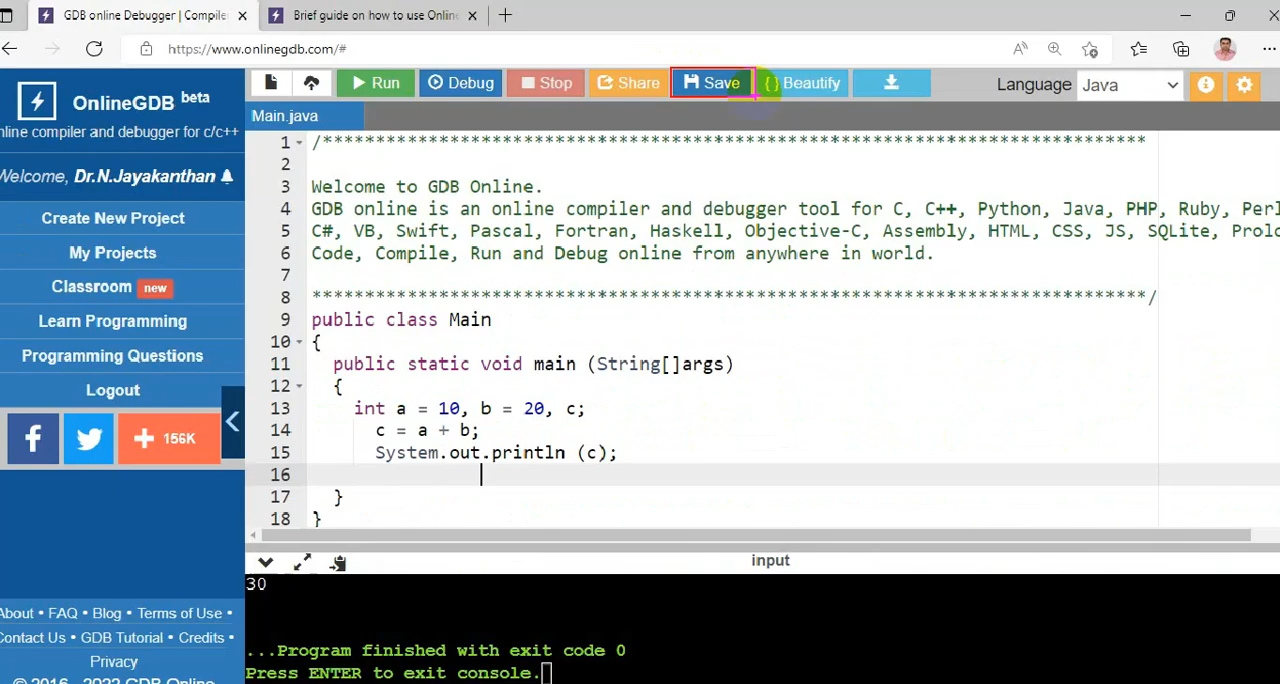 GDB online Debugger | Compile
Brief guide on how to use Onlin
https://www.onlinegdb.com/#
Run
Debug
Stop
Share
Save
{ } Beautify
Language
Java
OnlineGDB beta
nline compiler and debugger for c/c++
Welcome, Dr.N.Jayakanthan
Create New Project
My Projects
Classroom new
Learn Programming
Programming Questions
Logout
156K
Main.java
1 /******************************************************************************
2
3 Welcome to GDB Online.
4 GDB online is an online compiler and debugger tool for C, C++, Python, Java, PHP, Ruby, Perl
5 C#, VB, Swift, Pascal, Fortran, Haskell, Objective-C, Assembly, HTML, CSS, JS, SQLite, Prolo
6 Code, Compile, Run and Debug online from anywhere in world.
7
8 *******************************************************************************/
9 public class Main
10 {
11 public static void main (String[]args)
12 {
13 int a = 10, b = 20, c;
14 c = a + b;
15 System.out.println (c);
16
17 }
18 }
input
30
...Program finished with exit code 0
Press ENTER to exit console.
About • FAQ • Blog • Terms of Use •
Contact Us • GDB Tutorial • Credits •
Privacy
© 2016 - 2022 GDB Online